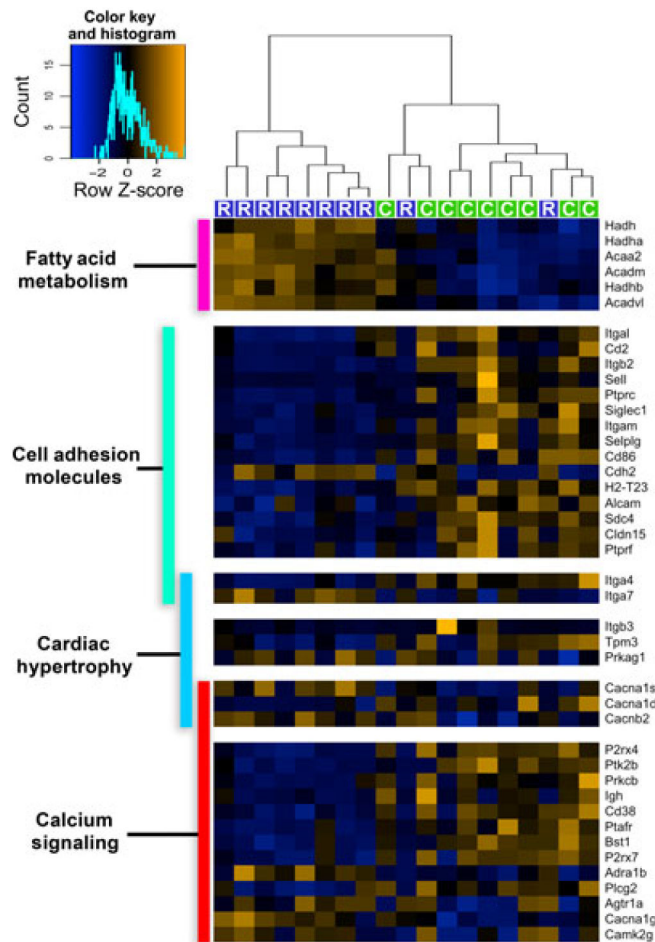 Color key
and histogram
Count
0 5 10 15
−2 0 2
Row Z-score
R R R R R R R R C R C C C C C C R C C
Fatty acid
metabolism
Hadh
Hadha
Acaa2
Acadm
Hadhb
Acadvl
Cell adhesion
molecules
Itgal
Cd2
Itgb2
Sell
Ptprc
Siglec1
Itgam
Selplg
Cd86
Cdh2
H2-T23
Alcam
Sdc4
Cldn15
Ptprf
Itga4
Itga7
Cardiac
hypertrophy
Itgb3
Tpm3
Prkag1
Cacna1s
Cacna1d
Cacnb2
Calcium
signaling
P2rx4
Ptk2b
Prkcb
Igh
Cd38
Ptafr
Bst1
P2rx7
Adra1b
Plcg2
Agtr1a
Cacna1g
Camk2g